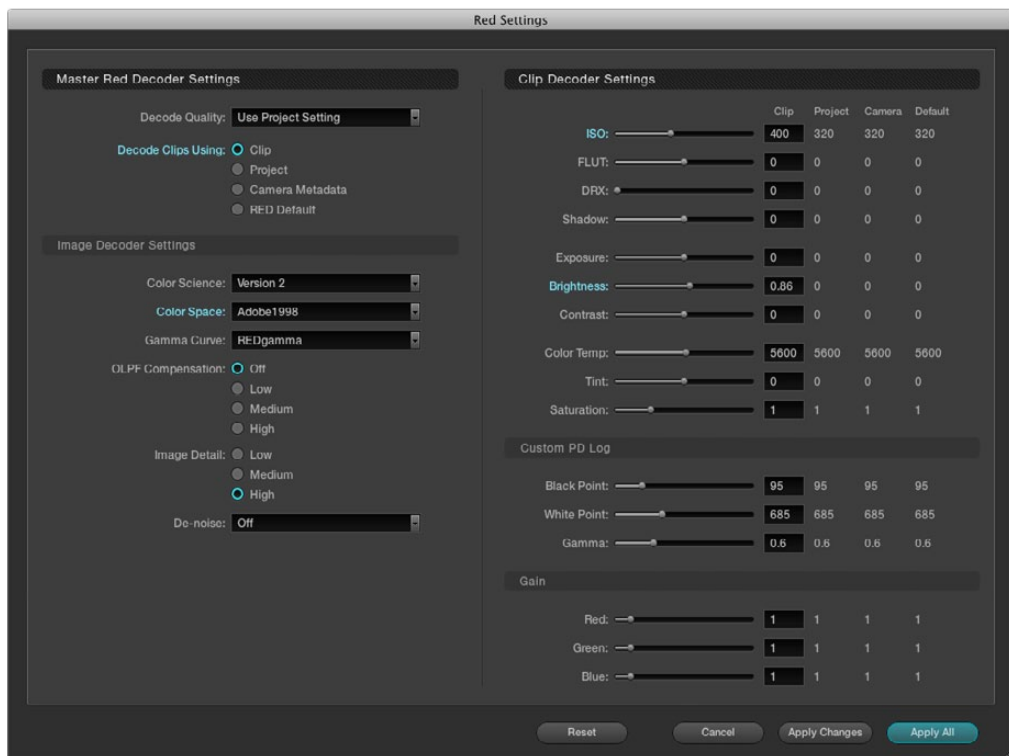 Red Settings
Master Red Decoder Settings
Decode Quality: Use Project Setting
Decode Clips Using: Clip
Project
Camera Metadata
RED Default
Image Decoder Settings
Color Science: Version 2
Color Space: Adobe1998
Gamma Curve: REDgamma
OLPF Compensation: Off
Low
Medium
High
Image Detail: Low
Medium
High
De-noise: Off
Clip Decoder Settings
Clip Project Camera Default
ISO: 400 320 320 320
FLUT: 0 0 0 0
DRX: 0 0 0 0
Shadow: 0 0 0 0
Exposure: 0 0 0 0
Brightness: 0.86 0 0 0
Contrast: 0 0 0 0
Color Temp: 5600 5600 5600 5600
Tint: 0 0 0 0
Saturation: 1 1 1 1
Custom PD Log
Black Point: 95 95 95 95
White Point: 685 685 685 685
Gamma: 0.6 0.6 0.6 0.6
Gain
Red: 1 1 1 1
Green: 1 1 1 1
Blue: 1 1 1 1
Reset Cancel Apply Changes Apply All